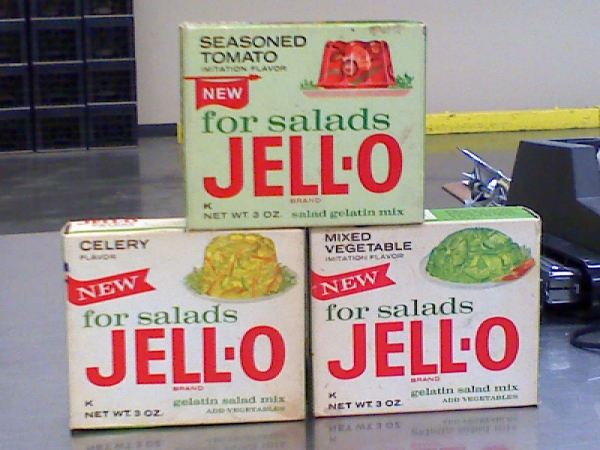 SEASONED
TOMATO
IMITATION FLAVOR
NEW
for salads
JELL-O
BRAND
K
NET WT. 3 OZ. salad gelatin mix
JELL-O
CELERY
FLAVOR
NEW
for salads
JELL-O
BRAND
K
gelatin salad mix
NET WT. 3 OZ. ADD VEGETABLES
MIXED
VEGETABLE
IMITATION FLAVOR
NEW
for salads
JELL-O
BRAND
K
gelatin salad mix
NET WT. 3 OZ. ADD VEGETABLES